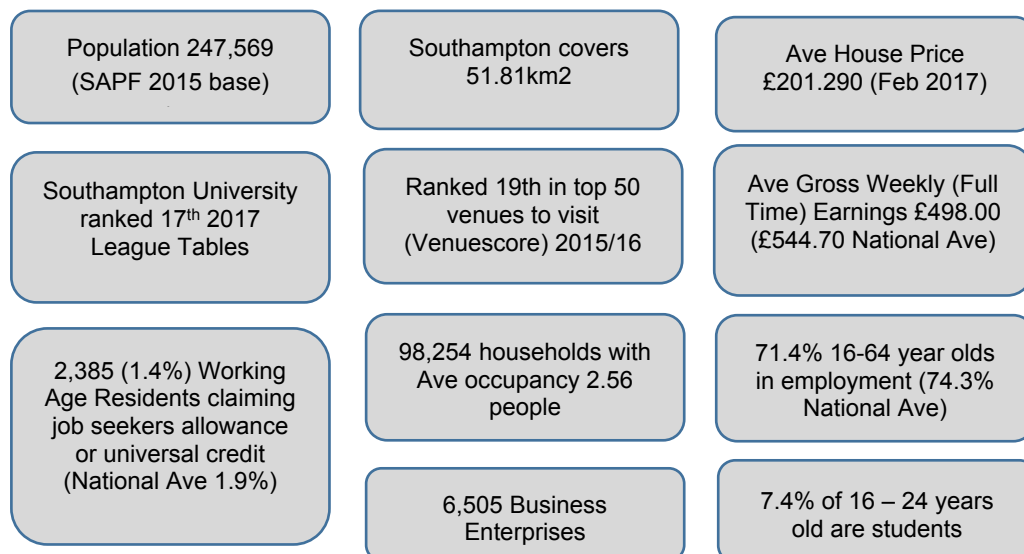 Population 247,569
(SAPF 2015 base)
Southampton covers
51.81km2
Ave House Price
£201.290 (Feb 2017)
Southampton University
ranked 17th 2017
League Tables
Ranked 19th in top 50
venues to visit
(Venuescore) 2015/16
Ave Gross Weekly (Full
Time) Earnings £498.00
(£544.70 National Ave)
2,385 (1.4%) Working
Age Residents claiming
job seekers allowance
or universal credit
(National Ave 1.9%)
98,254 households with
Ave occupancy 2.56
people
71.4% 16-64 year olds
in employment (74.3%
National Ave)
6,505 Business
Enterprises
7.4% of 16 – 24 years
old are students